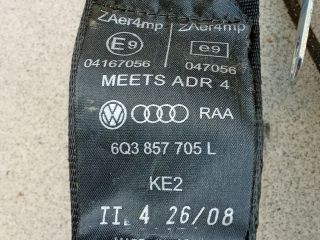 ZAer4mp ZAer4mp
E9 e9
04167056 047056
MEETS ADR 4
RAA
6Q3 857 705 L
KE2
II 4 26/08